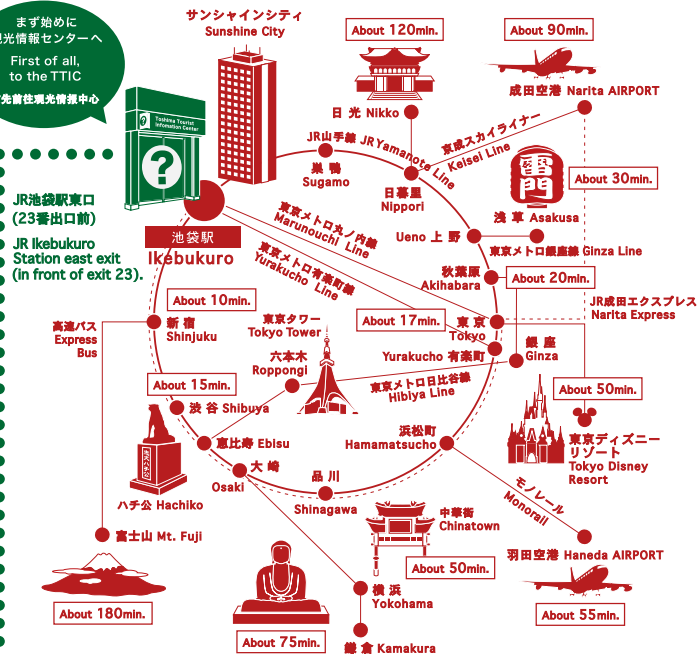 まず始めに
観光情報センターへ
First of all,
to the TTIC
先前往观光情报中心
Toshima Tourist
Infomation Center
?
JR池袋駅東口
(23番出口前)
JR Ikebukuro
Station east exit
(in front of exit 23).
サンシャインシティ
Sunshine City
About 120min.
日光 Nikko
About 90min.
成田空港 Narita AIRPORT
JR山手線 JR Yamanote Line
京成スカイライナー
Keisei Line
巣鴨
Sugamo
日暮里
Nippori
雷門
About 30min.
浅草 Asakusa
Ueno 上野
東京メトロ銀座線 Ginza Line
池袋駅
Ikebukuro
東京メトロ丸ノ内線
Marunouchi Line
東京メトロ有楽町線
Yurakucho Line
秋葉原
Akihabara
About 20min.
JR成田エクスプレス
Narita Express
About 10min.
高速バス
Express
Bus
新宿
Shinjuku
東京タワー
Tokyo Tower
About 17min.
東京
Tokyo
六本木
Roppongi
Yurakucho 有楽町
銀座
Ginza
東京メトロ日比谷線
Hibiya Line
About 15min.
渋谷 Shibuya
About 50min.
恵比寿 Ebisu
浜松町
Hamamatsucho
東京ディズニー
リゾート
Tokyo Disney
Resort
大崎
Osaki
品川
Shinagawa
モノレール
Monorail
ハチ公 Hachiko
中華街
Chinatown
富士山 Mt. Fuji
羽田空港 Haneda AIRPORT
About 50min.
横浜
Yokohama
About 180min.
About 75min.
鎌倉 Kamakura
About 55min.